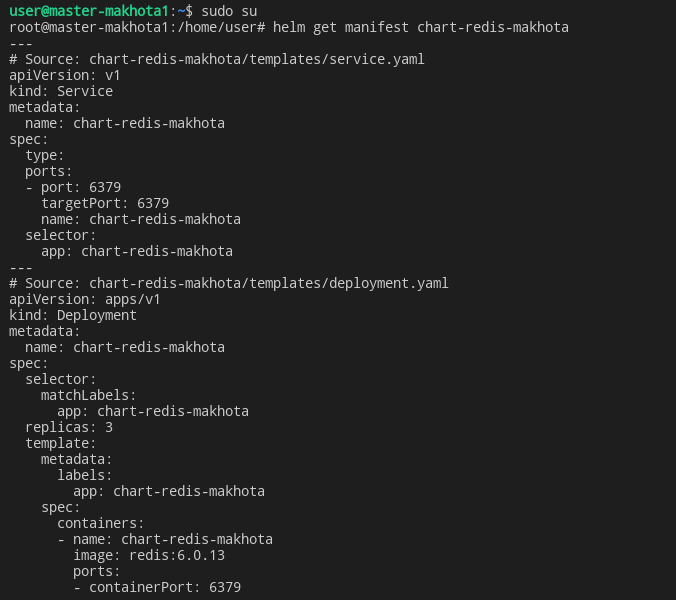 user@master-makhota1:~$ sudo su
root@master-makhota1:/home/user# helm get manifest chart-redis-makhota
---
# Source: chart-redis-makhota/templates/service.yaml
apiVersion: v1
kind: Service
metadata:
  name: chart-redis-makhota
spec:
  type:
  ports:
  - port: 6379
    targetPort: 6379
    name: chart-redis-makhota
  selector:
    app: chart-redis-makhota
---
# Source: chart-redis-makhota/templates/deployment.yaml
apiVersion: apps/v1
kind: Deployment
metadata:
  name: chart-redis-makhota
spec:
  selector:
    matchLabels:
      app: chart-redis-makhota
  replicas: 3
  template:
    metadata:
      labels:
        app: chart-redis-makhota
    spec:
      containers:
      - name: chart-redis-makhota
        image: redis:6.0.13
        ports:
        - containerPort: 6379